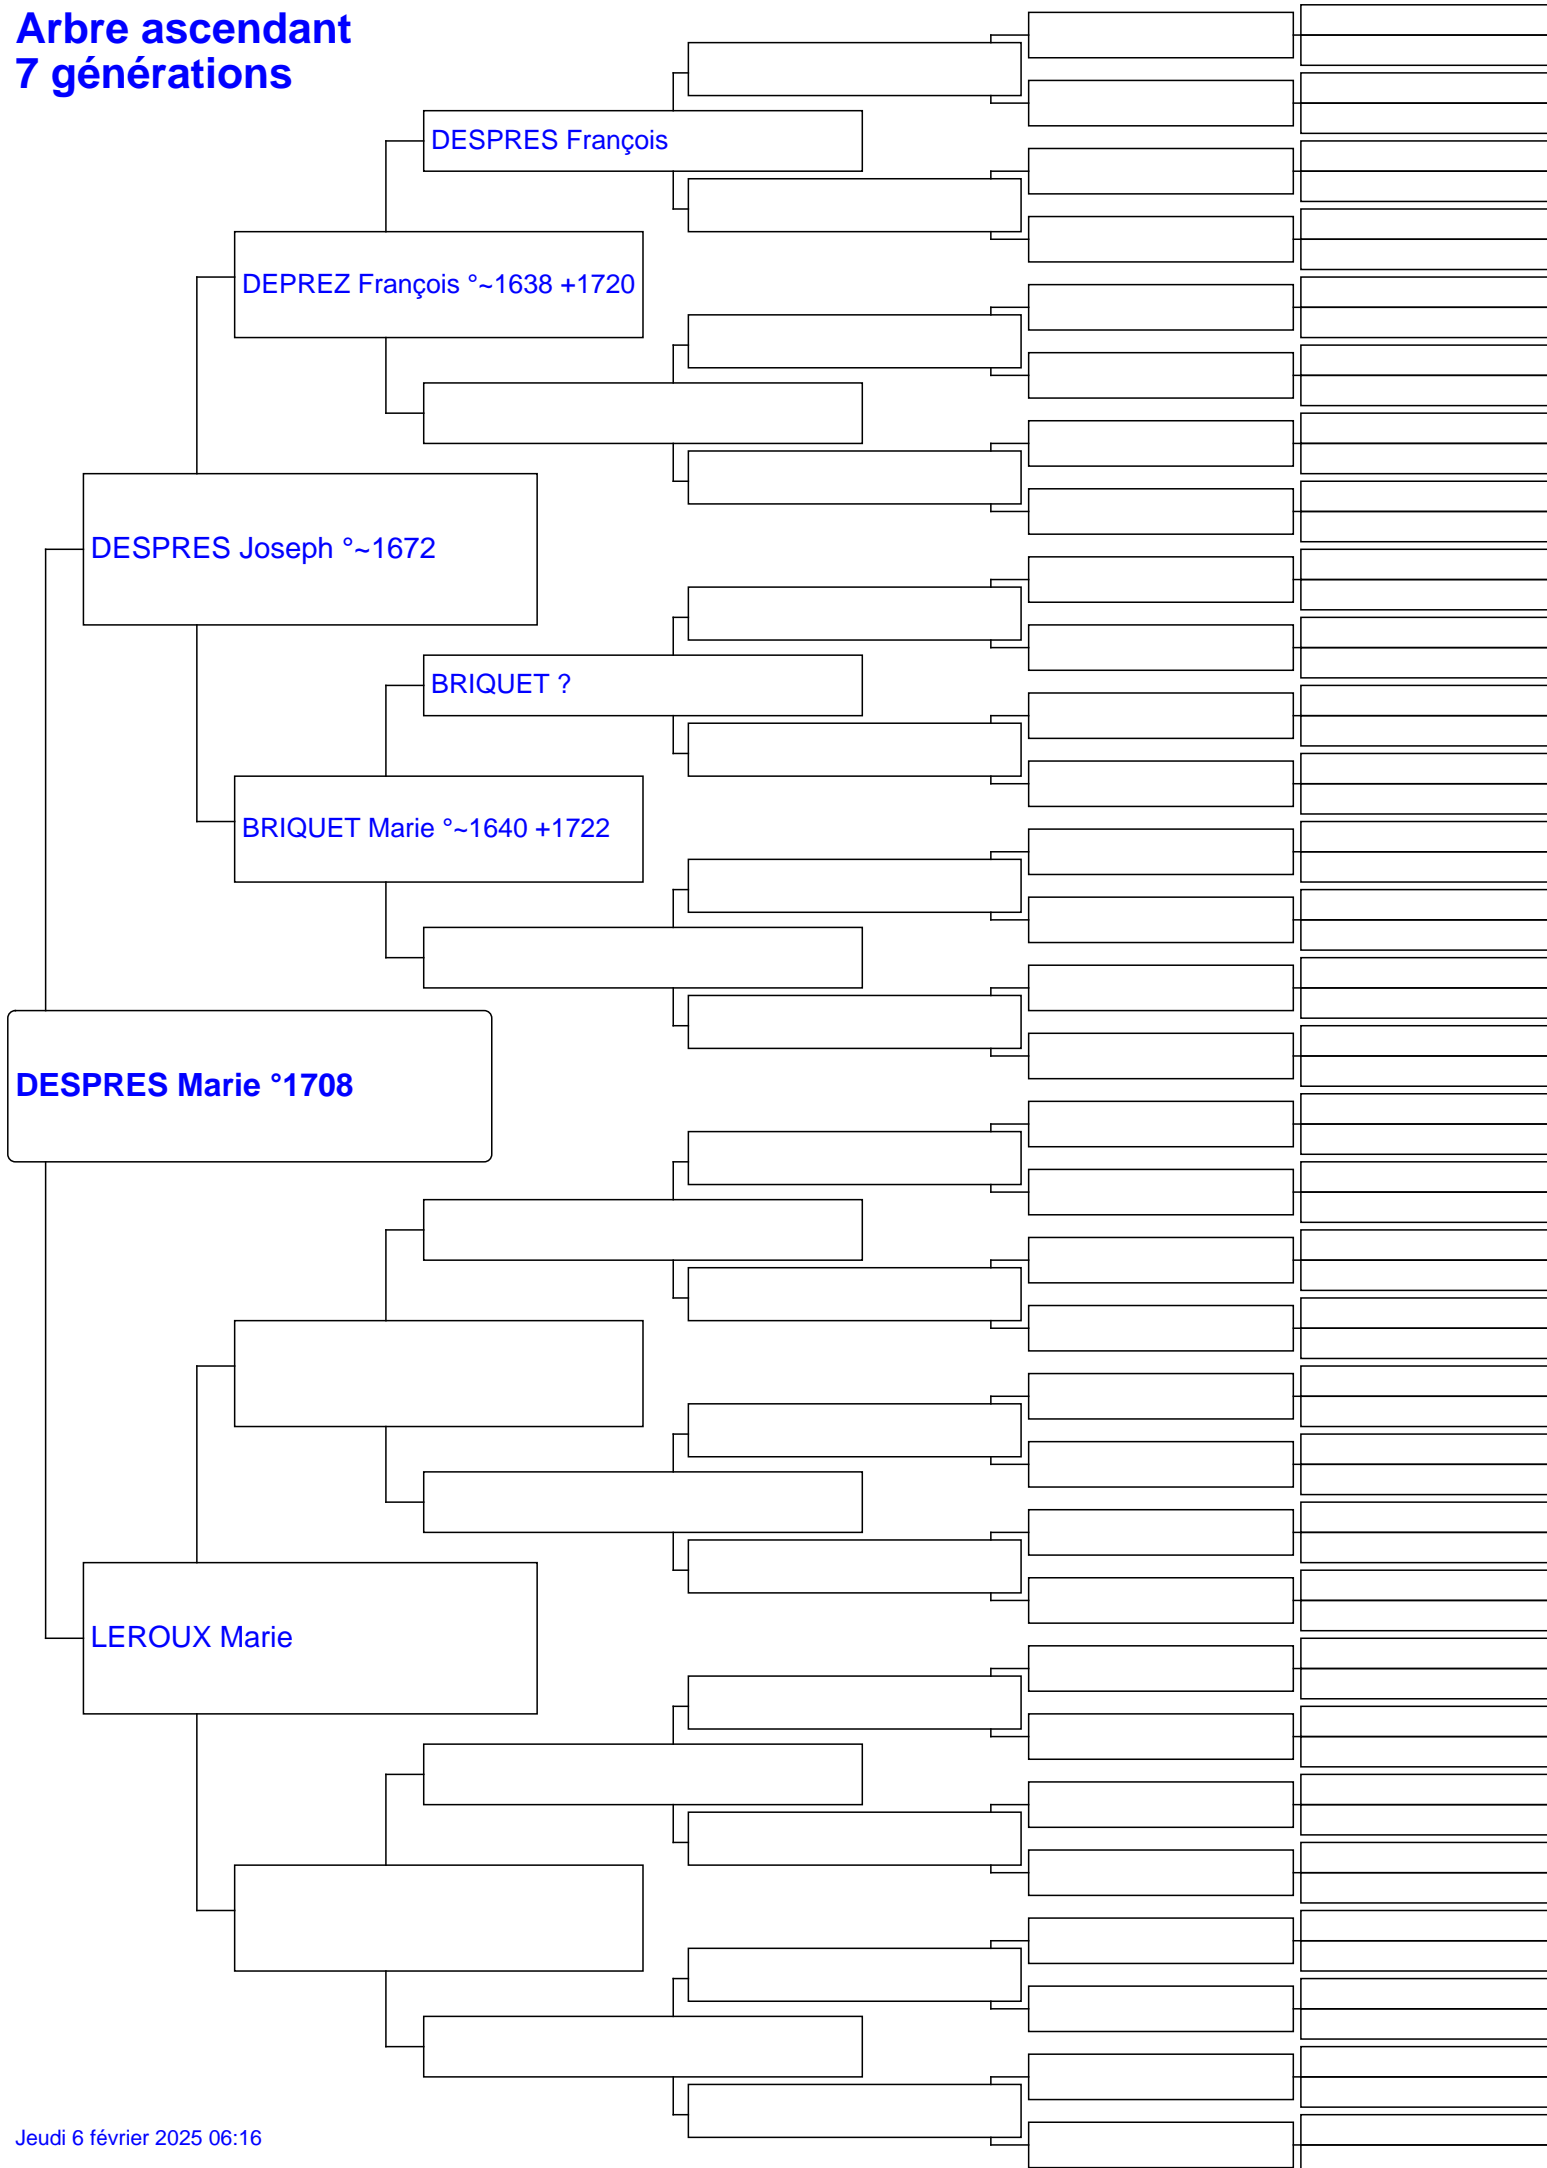 Arbre ascendant
7 générations
DESPRES François
DEPREZ François °~1638 +1720
DESPRES Joseph °~1672
BRIQUET ?
BRIQUET Marie °~1640 +1722
DESPRES Marie °1708
LEROUX Marie
Jeudi 6 février 2025 06:16